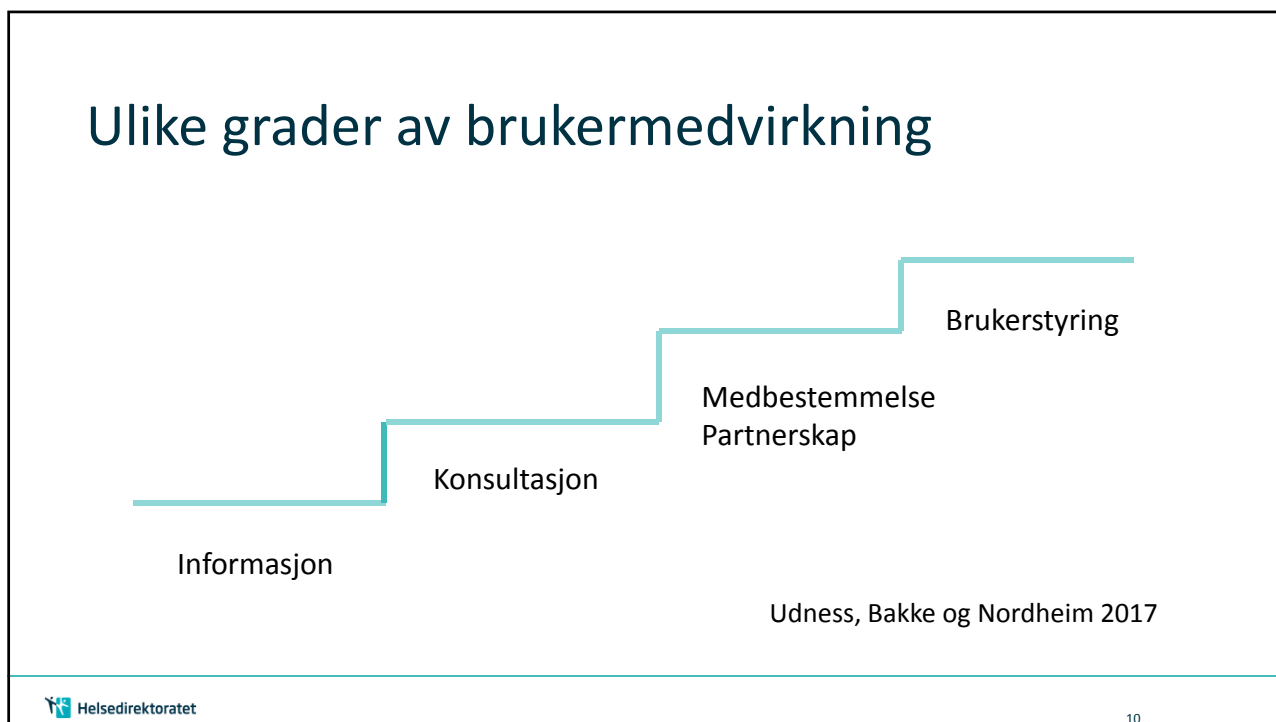 Ulike grader av brukermedvirkning
Brukerstyring
Medbestemmelse
Partnerskap
Konsultasjon
Informasjon
Udness, Bakke og Nordheim 2017
Helsedirektoratet
10